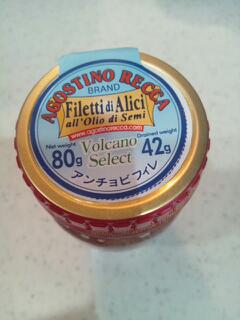 AGOSTINO RECCA
BRAND
Filetti di Alici
all'Olio di Semi
www.agostinorecca.com
Net weight
80g
Drained weight
42g
Volcano
Select
アンチョビフィレ